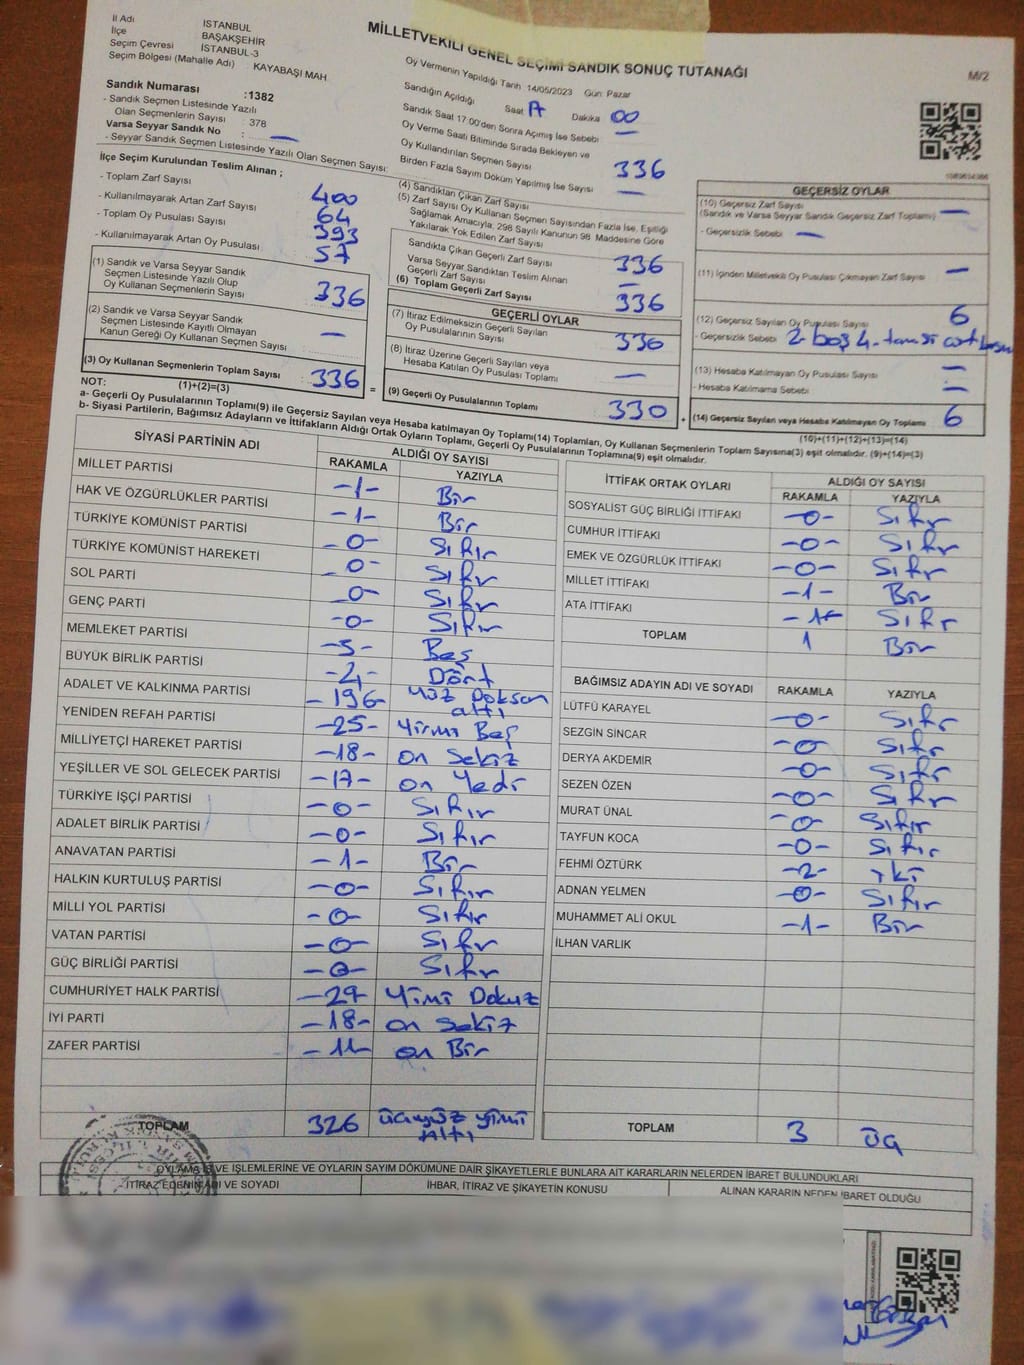 İl Adı İSTANBUL
İlçe BAŞAKŞEHİR
Seçim Çevresi İSTANBUL-3
Seçim Bölgesi (Mahalle Adı) KAYABAŞI MAH
Sandık Numarası :1382
- Sandık Seçmen Listesinde Yazılı
Olan Seçmenlerin Sayısı : 378
Varsa Seyyar Sandık No : —
- Seyyar Sandık Seçmen Listesinde Yazılı Olan Seçmen Sayısı:
MİLLETVEKİLİ GENEL SEÇİMİ SANDIK SONUÇ TUTANAĞI
M/2
Oy Vermenin Yapıldığı Tarih 14/05/2023 Gün: Pazar
Sandığın Açıldığı Saat 17 Dakika 00
Sandık Saat 17.00'den Sonra Açılmış İse Sebebi —
Oy Verme Saati Bitiminde Sırada Bekleyen ve
Oy Kullandırılan Seçmen Sayısı 336
Birden Fazla Sayım Döküm Yapılmış İse Sayısı —
İlçe Seçim Kurulundan Teslim Alınan ;
- Toplam Zarf Sayısı 400
- Kullanılmayarak Artan Zarf Sayısı 64
- Toplam Oy Pusulası Sayısı 393
- Kullanılmayarak Artan Oy Pusulası 57
(1) Sandık ve Varsa Seyyar Sandık
Seçmen Listesinde Yazılı Olup
Oy Kullanan Seçmenlerin Sayısı 336
(2) Sandık ve Varsa Seyyar Sandık
Seçmen Listesinde Kayıtlı Olmayan
Kanun Gereği Oy Kullanan Seçmen Sayısı —
(3) Oy Kullanan Seçmenlerin Toplam Sayısı 336
(1)+(2)=(3)
(4) Sandıktan Çıkan Zarf Sayısı
(5) Zarf Sayısı Oy Kullanan Seçmen Sayısından Fazla İse, Eşitliği
Sağlamak Amacıyla, 298 Sayılı Kanunun 98 Maddesine Göre
Yakılarak Yok Edilen Zarf Sayısı
Sandıkta Çıkan Geçerli Zarf Sayısı 336
Varsa Seyyar Sandıktan Teslim Alınan
Geçerli Zarf Sayısı —
(6) Toplam Geçerli Zarf Sayısı 336
GEÇERLİ OYLAR
(7) İtiraz Edilmeksizin Geçerli Sayılan
Oy Pusulalarının Sayısı 330
(8) İtiraz Üzerine Geçerli Sayılan veya
Hesaba Katılan Oy Pusulası Toplamı —
= (9) Geçerli Oy Pusulalarının Toplamı 330
GEÇERSİZ OYLAR
(10) Geçersiz Zarf Sayısı —
(Sandık ve Varsa Seyyar Sandık Geçersiz Zarf Toplamı)
- Geçersizlik Sebebi —
(11) İçinden Milletvekili Oy Pusulası Çıkmayan Zarf Sayısı —
(12) Geçersiz Sayılan Oy Pusulası Sayısı 6
- Geçersizlik Sebebi 2 boş 4
(13) Hesaba Katılmayan Oy Pusulası Sayısı —
- Hesaba Katılmama Sebebi —
+ (14) Geçersiz Sayılan veya Hesaba Katılmayan Oy Toplamı 6
(10)+(11)+(12)+(13)=(14)
NOT:
a- Geçerli Oy Pusulalarının Toplamı(9) ile Geçersiz Sayılan veya Hesaba katılmayan Oy Toplamı(14) Toplamları, Oy Kullanan Seçmenlerin Toplam Sayısına(3) eşit olmalıdır. (9)+(14)=(3)
b- Siyasi Partilerin, Bağımsız Adayların ve İttifakların Aldığı Ortak Oyların Toplamı, Geçerli Oy Pusulalarının Toplamına(9) eşit olmalıdır.
SİYASİ PARTİNİN ADI ALDIĞI OY SAYISI
RAKAMLA YAZIYLA
MİLLET PARTİSİ -1- Bir
HAK VE ÖZGÜRLÜKLER PARTİSİ -1- Bir
TÜRKİYE KOMÜNİST PARTİSİ -0- Sıfır
TÜRKİYE KOMÜNİST HAREKETİ -0- Sıfır
SOL PARTİ -0- Sıfır
GENÇ PARTİ -0- Sıfır
MEMLEKET PARTİSİ -5- Beş
BÜYÜK BİRLİK PARTİSİ -4- Dört
ADALET VE KALKINMA PARTİSİ -196- Yüz Doksan altı
YENİDEN REFAH PARTİSİ -25- Yirmi Beş
MİLLİYETÇİ HAREKET PARTİSİ -18- on Sekiz
YEŞİLLER VE SOL GELECEK PARTİSİ -17- on Yedi
TÜRKİYE İŞÇİ PARTİSİ -0- Sıfır
ADALET BİRLİK PARTİSİ -0- Sıfır
ANAVATAN PARTİSİ -1- Bir
HALKIN KURTULUŞ PARTİSİ -0- Sıfır
MİLLİ YOL PARTİSİ -0- Sıfır
VATAN PARTİSİ -0- Sıfır
GÜÇ BİRLİĞİ PARTİSİ -0- Sıfır
CUMHURİYET HALK PARTİSİ -29- Yimi Dokuz
İYİ PARTİ -18- on Sekiz
ZAFER PARTİSİ -11- on Bir
TOPLAM 326 üçyüz yimi altı
İTTİFAK ORTAK OYLARI ALDIĞI OY SAYISI
RAKAMLA YAZIYLA
SOSYALİST GÜÇ BİRLİĞİ İTTİFAKI -0- Sıfır
CUMHUR İTTİFAKI -0- Sıfır
EMEK VE ÖZGÜRLÜK İTTİFAKI -0- Sıfır
MİLLET İTTİFAKI -1- Bir
ATA İTTİFAKI Sıfır
TOPLAM 1 Bir
BAĞIMSIZ ADAYIN ADI VE SOYADI RAKAMLA YAZIYLA
LÜTFÜ KARAYEL -0- Sıfır
SEZGİN SİNCAR -0- Sıfır
DERYA AKDEMİR -0- Sıfır
SEZEN ÖZEN -0- Sıfır
MURAT ÜNAL -0- Sıfır
TAYFUN KOCA -0- Sıfır
FEHMİ ÖZTÜRK -2- iki
ADNAN YELMEN -0- Sıfır
MUHAMMET ALİ OKUL -1- Bir
İLHAN VARLIK
TOPLAM 3 üç
OYLAMA İŞ VE İŞLEMLERİNE VE OYLARIN SAYIM DÖKÜMÜNE DAİR ŞİKAYETLERLE BUNLARA AİT KARARLARIN NELERDEN İBARET BULUNDUKLARI
İTİRAZ EDENİN ADI VE SOYADI İHBAR, İTİRAZ VE ŞİKAYETİN KONUSU ALINAN KARARIN NEDEN İBARET OLDUĞU